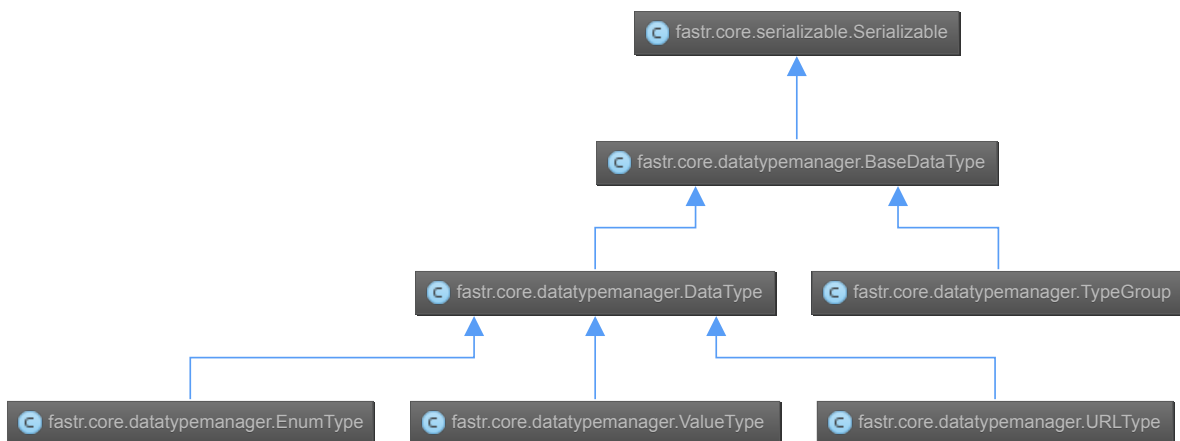 C fastr.core.serializable.Serializable
C fastr.core.datatypemanager.BaseDataType
C fastr.core.datatypemanager.DataType
C fastr.core.datatypemanager.TypeGroup
C fastr.core.datatypemanager.EnumType
C fastr.core.datatypemanager.ValueType
C fastr.core.datatypemanager.URLType